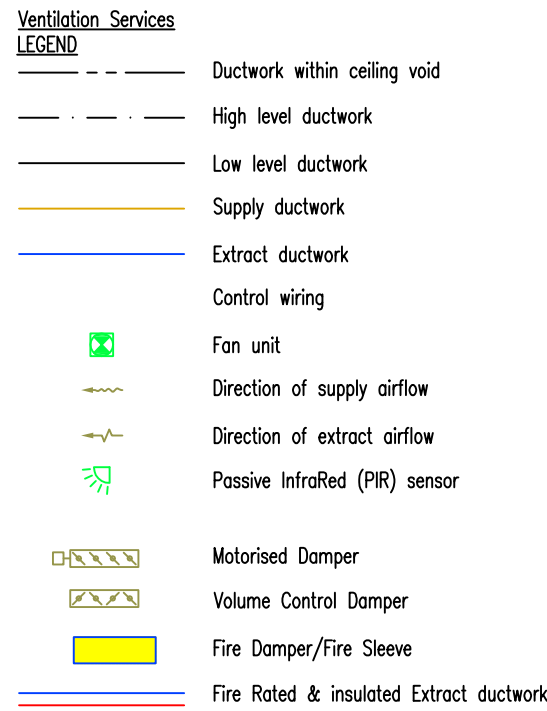 Ventilation Services
LEGEND
Ductwork within ceiling void
High level ductwork
Low level ductwork
Supply ductwork
Extract ductwork
Control wiring
Fan unit
Direction of supply airflow
Direction of extract airflow
Passive InfraRed (PIR) sensor
Motorised Damper
Volume Control Damper
Fire Damper/Fire Sleeve
Fire Rated & insulated Extract ductwork